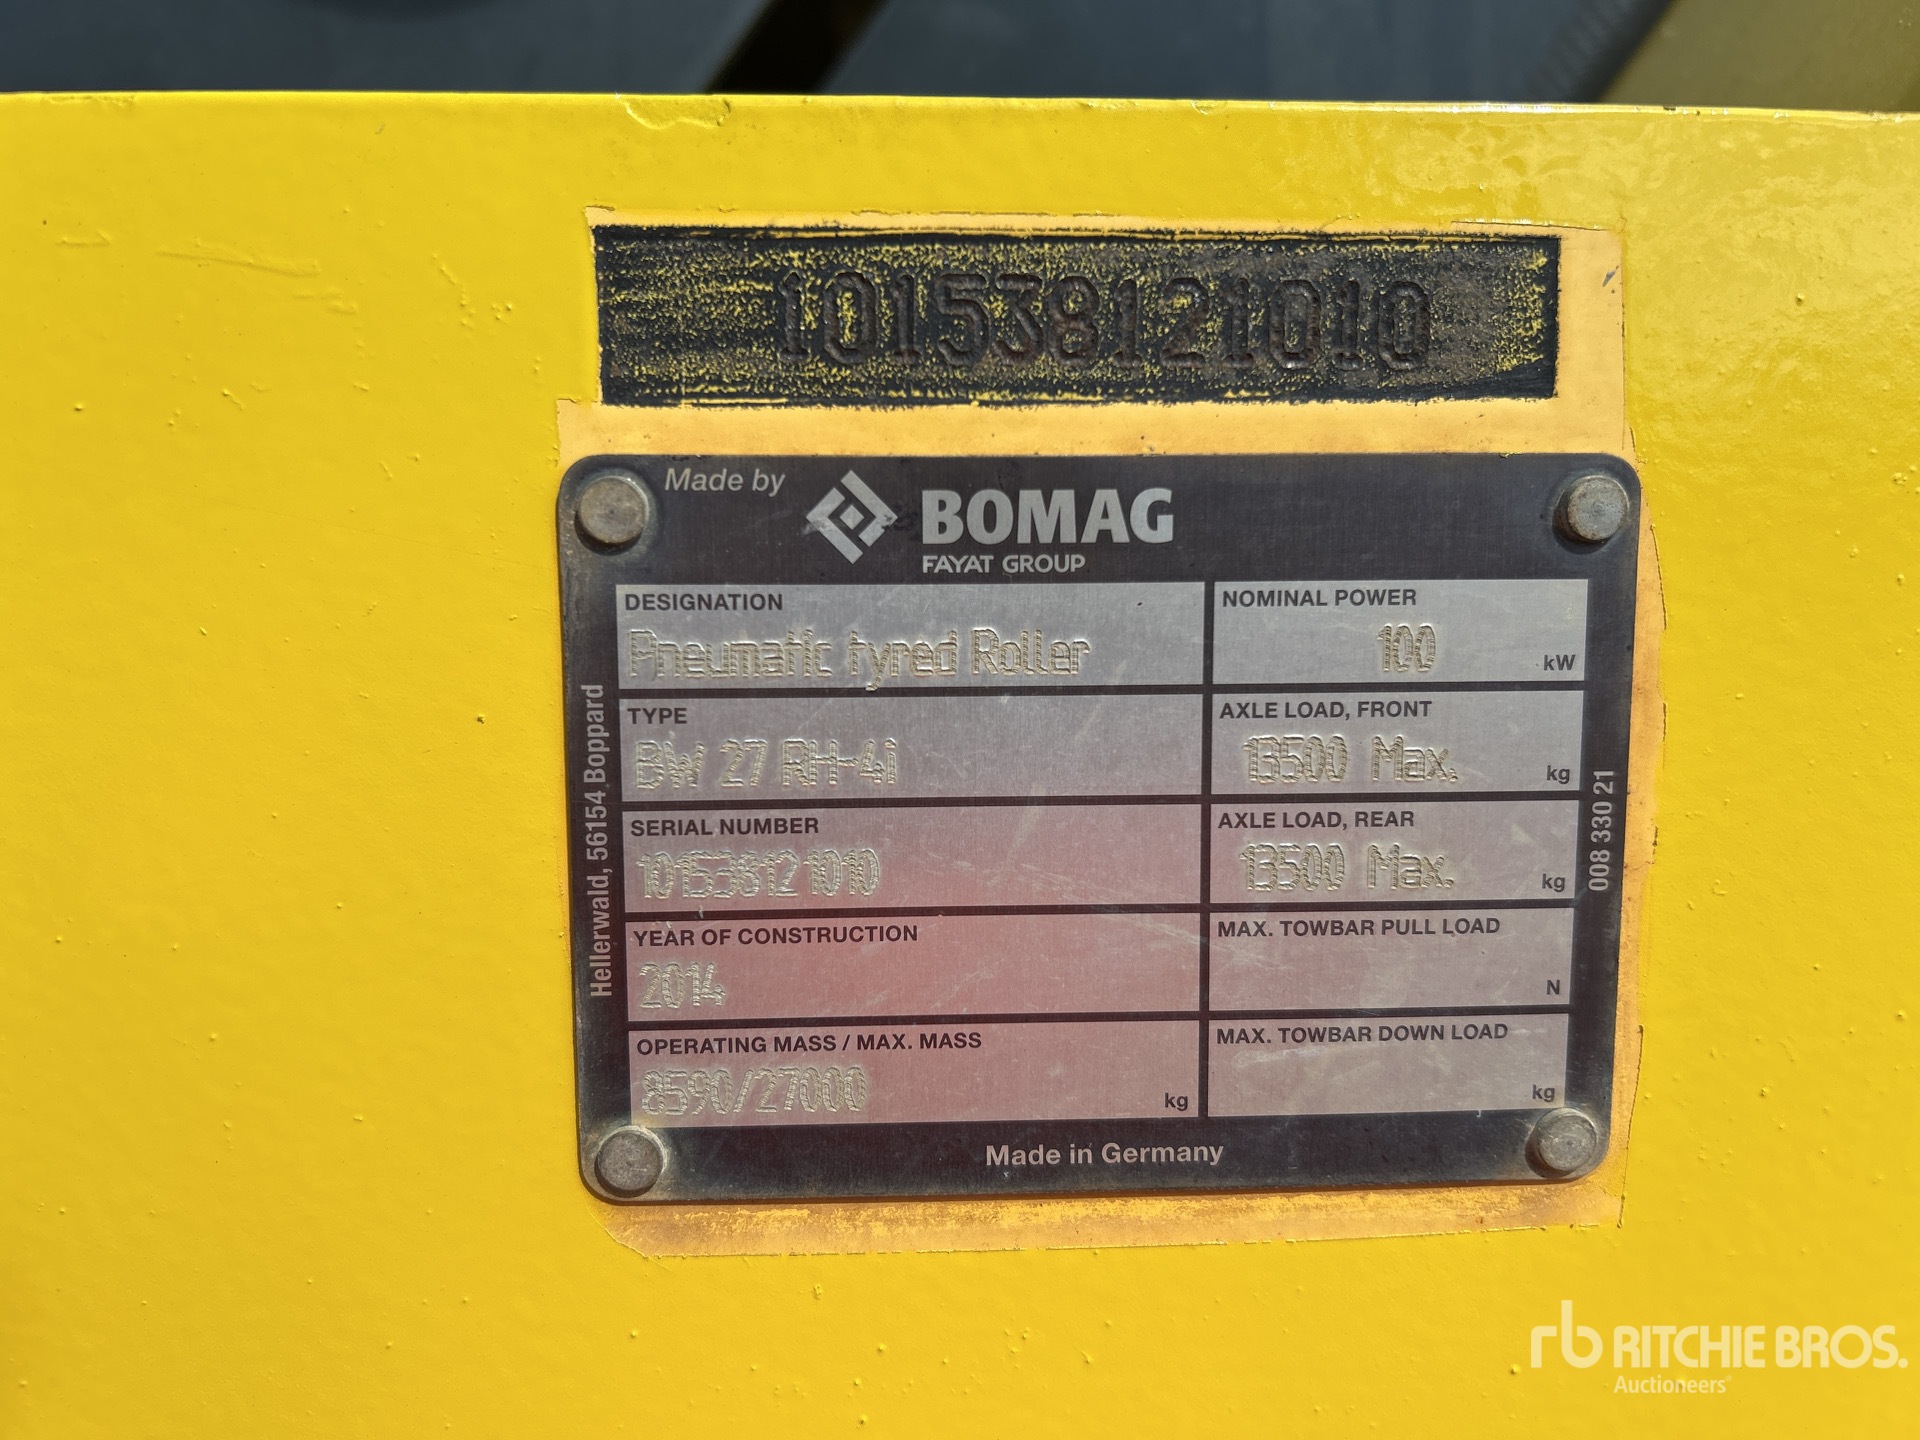 101538121010
Made by
BOMAG
FAYAT GROUP
DESIGNATION
Pneumatic tyred Roller
NOMINAL POWER
100 kW
TYPE
BW 27 RH-4i
AXLE LOAD, FRONT
13500 Max. kg
SERIAL NUMBER
101538121010
AXLE LOAD, REAR
13500 Max. kg
YEAR OF CONSTRUCTION
2014
MAX. TOWBAR PULL LOAD
N
OPERATING MASS / MAX. MASS
8590/27000 kg
MAX. TOWBAR DOWN LOAD
kg
Made in Germany
Hellerwald, 56154 Boppard
008 330 21
rb RITCHIE BROS.
Auctioneers